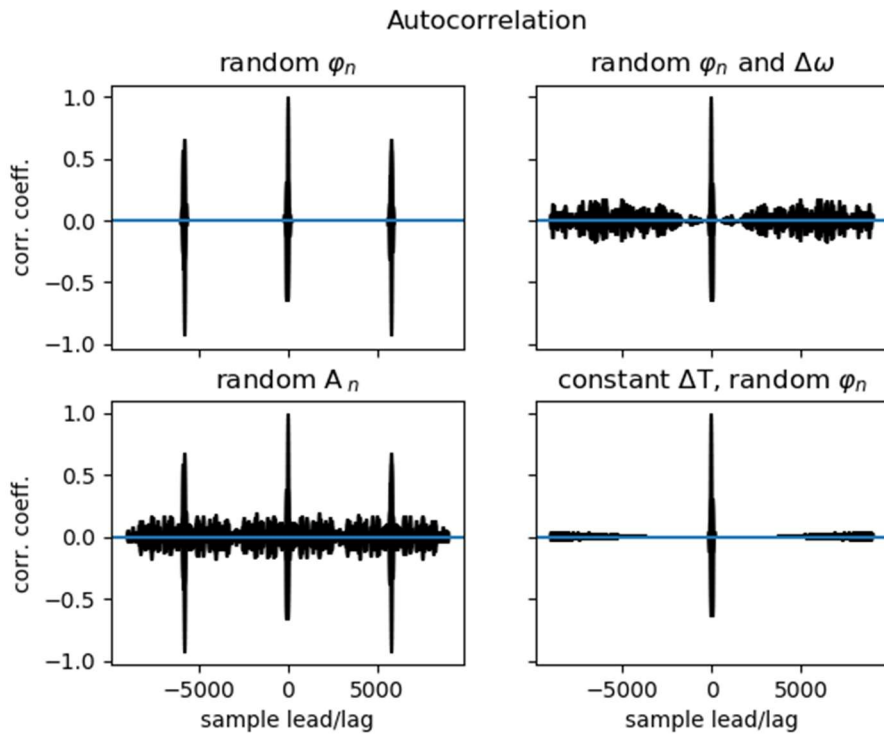 Autocorrelation
random φn
random φn and Δω
1.0
0.5
0.0
−0.5
−1.0
corr. coeff.
random A n
constant ΔT, random φn
1.0
0.5
0.0
−0.5
−1.0
corr. coeff.
−5000 0 5000
−5000 0 5000
sample lead/lag
sample lead/lag